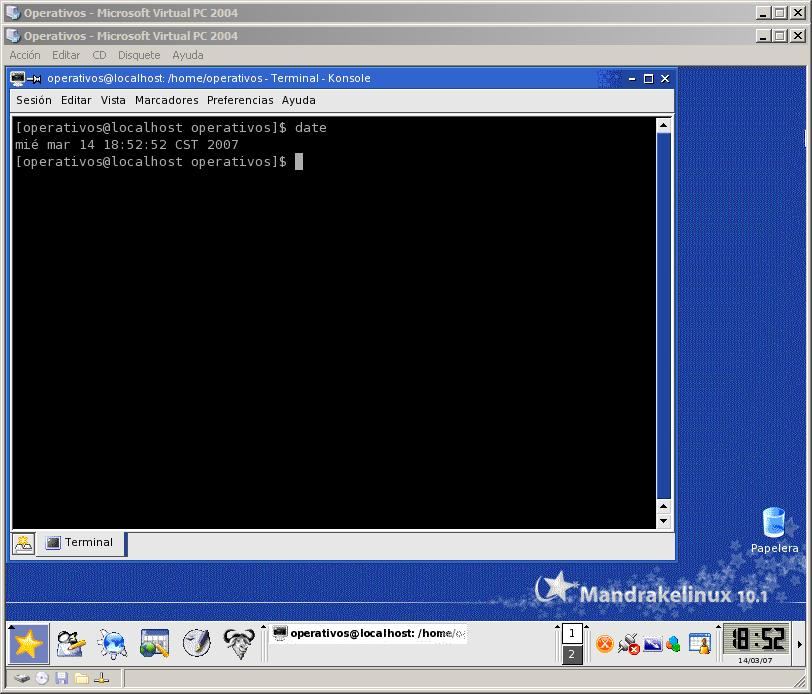 Operativos - Microsoft Virtual PC 2004
Operativos - Microsoft Virtual PC 2004
Acción Editar CD Disquete Ayuda
operativos@localhost: /home/operativos - Terminal - Konsole
Sesión Editar Vista Marcadores Preferencias Ayuda
[operativos@localhost operativos]$ date
mié mar 14 18:52:52 CST 2007
[operativos@localhost operativos]$
Terminal
Papelera
Mandrakelinux 10.1
operativos@localhost: /home/
1
2
18:52
14/03/07